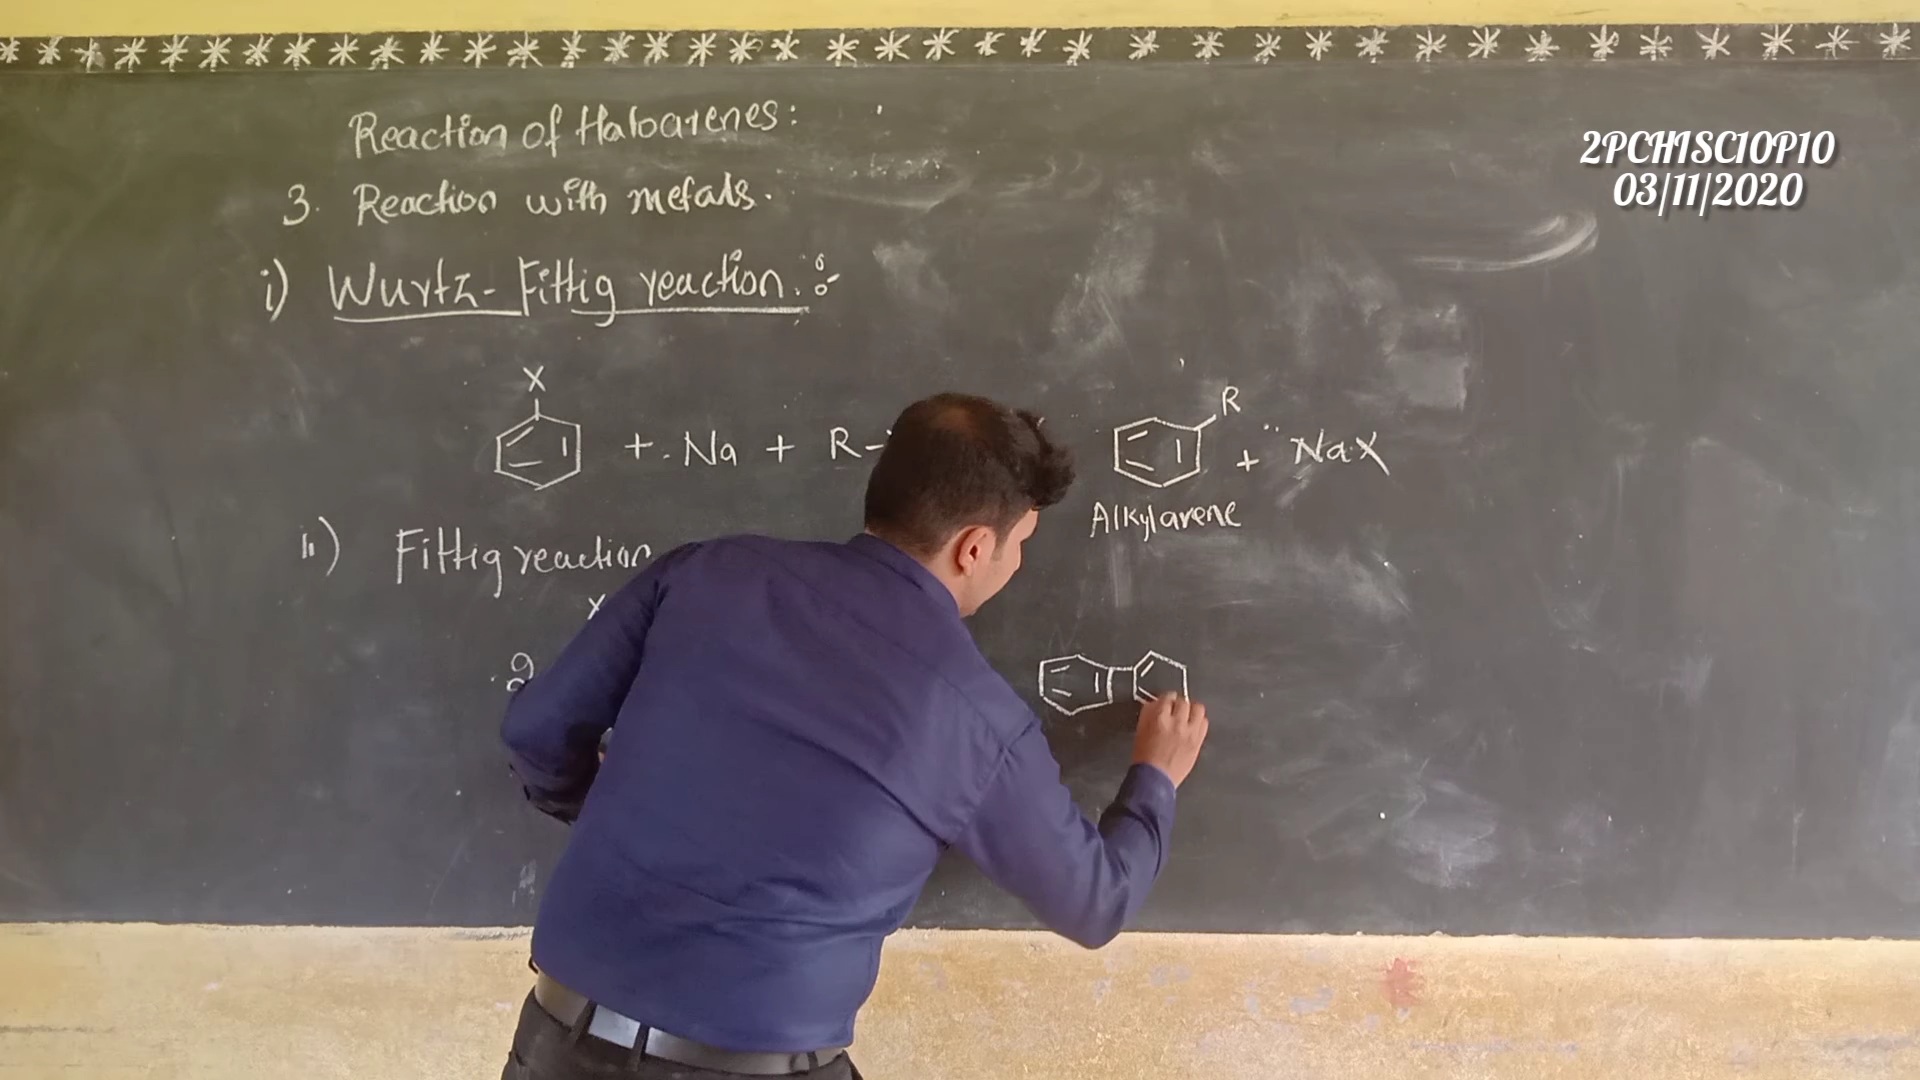 Reaction of Haloarenes:
2PCH1SC10P10
03/11/2020
3. Reaction with metals.
i) Wurtz-Fittig reaction :-
X
+ Na + R-
R
+ NaX
Alkylarene
ii) Fittig reaction
X
2